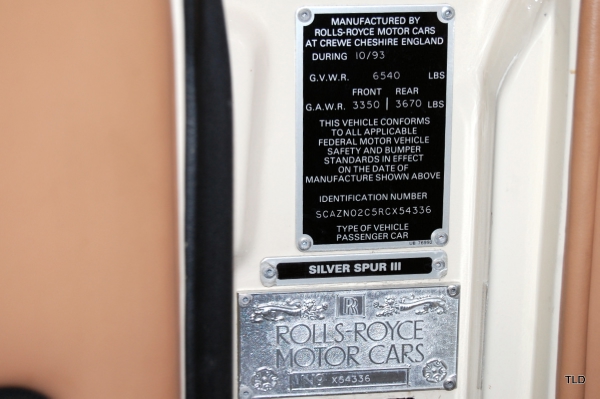 MANUFACTURED BY
ROLLS-ROYCE MOTOR CARS
AT CREWE CHESHIRE ENGLAND
DURING 10/93
G.V.W.R. 6540 LBS
FRONT REAR
G.A.W.R. 3350 | 3670 LBS
THIS VEHICLE CONFORMS
TO ALL APPLICABLE
FEDERAL MOTOR VEHICLE
SAFETY AND BUMPER
STANDARDS IN EFFECT
ON THE DATE OF
MANUFACTURE SHOWN ABOVE
IDENTIFICATION NUMBER
SCAZN02C5RCX54336
TYPE OF VEHICLE
PASSENGER CAR
SILVER SPUR III
RR
ROLLS-ROYCE
MOTOR CARS
X54336
TLD